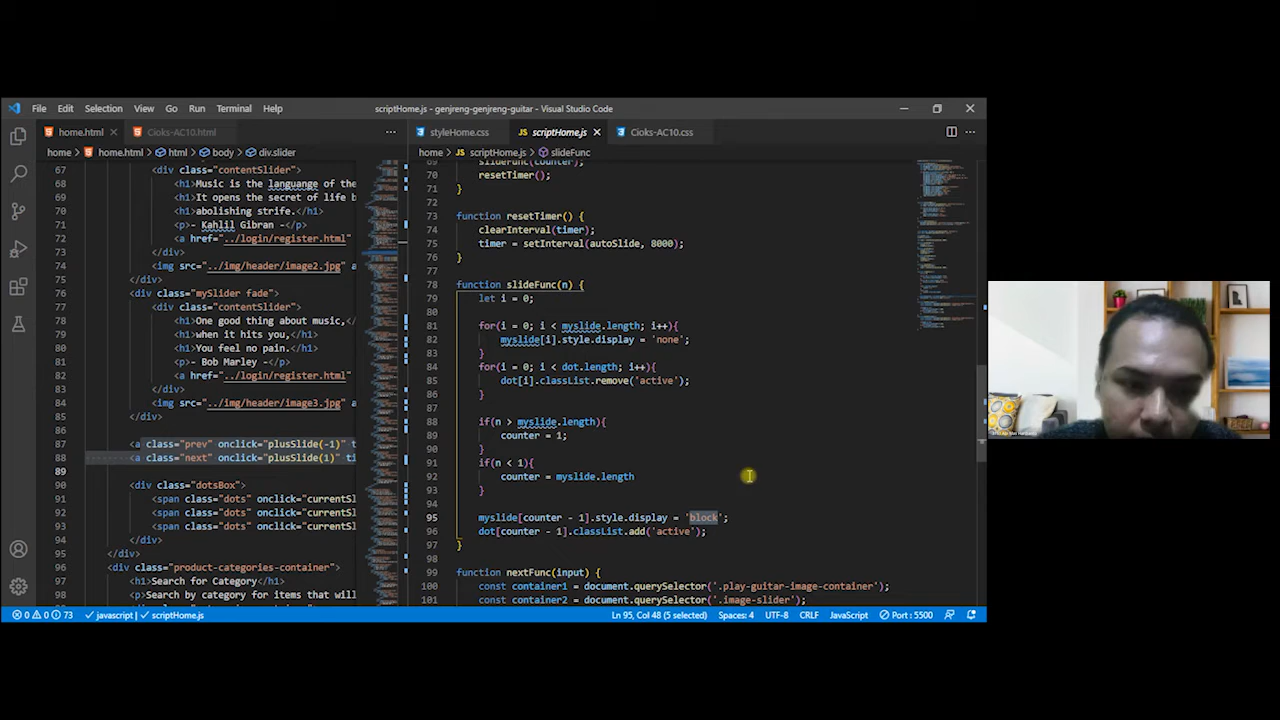 File Edit Selection View Go Run Terminal Help
scriptHome.js - genjreng-genjreng-guitar - Visual Studio Code
home.html Cioks-AC10.html
home > home.html > html > body > div.slider
67 <div class="contentSlider">
68 <h1>Music is the languange of the
69 <h1>It opens the secret of life b
70 <h1>abolishing strife.</h1>
71 <p>- Kahlil Gibran -</p>
72 <a href="../login/register.html"
73 </div>
74 <img src="../img/header/image2.jpg"
75 </div>
76 <div class="mySlider fade">
77 <div class="contentSlider">
78 <h1>One good thing about music,<
79 <h1>when it hits you,</h1>
80 <h1>You feel no pain.</h1>
81 <p>- Bob Marley -</p>
82 <a href="../login/register.html"
83 </div>
84 <img src="../img/header/image3.jpg"
85 </div>
86
87 <a class="prev" onclick="plusSlide(-1)" t
88 <a class="next" onclick="plusSlide(1)" ti
89
90 <div class="dotsBox">
91 <span class="dots" onclick="currentSl
92 <span class="dots" onclick="currentSl
93 <span class="dots" onclick="currentSl
94 </div>
95 </div>
96 <div class="product-categories-container">
97 <h1>Search for Category</h1>
98 <p>Search by category for items that will
styleHome.css scriptHome.js Cioks-AC10.css
home > scriptHome.js > slideFunc
69 slideFunc(counter);
70 resetTimer();
71 }
72
73 function resetTimer() {
74 clearInterval(timer);
75 timer = setInterval(autoSlide, 8000);
76 }
77
78 function slideFunc(n) {
79 let i = 0;
80
81 for(i = 0; i < myslide.length; i++){
82 myslide[i].style.display = 'none';
83 }
84 for(i = 0; i < dot.length; i++){
85 dot[i].classList.remove('active');
86 }
87
88 if(n > myslide.length){
89 counter = 1;
90 }
91 if(n < 1){
92 counter = myslide.length
93 }
94
95 myslide[counter - 1].style.display = 'block';
96 dot[counter - 1].classList.add('active');
97 }
98
99 function nextFunc(input) {
100 const container1 = document.querySelector('.play-guitar-image-container');
101 const container2 = document.querySelector('.image-slider');
0 0 73 javascript | scriptHome.js Ln 95, Col 48 (5 selected) Spaces: 4 UTF-8 CRLF JavaScript Port : 5500